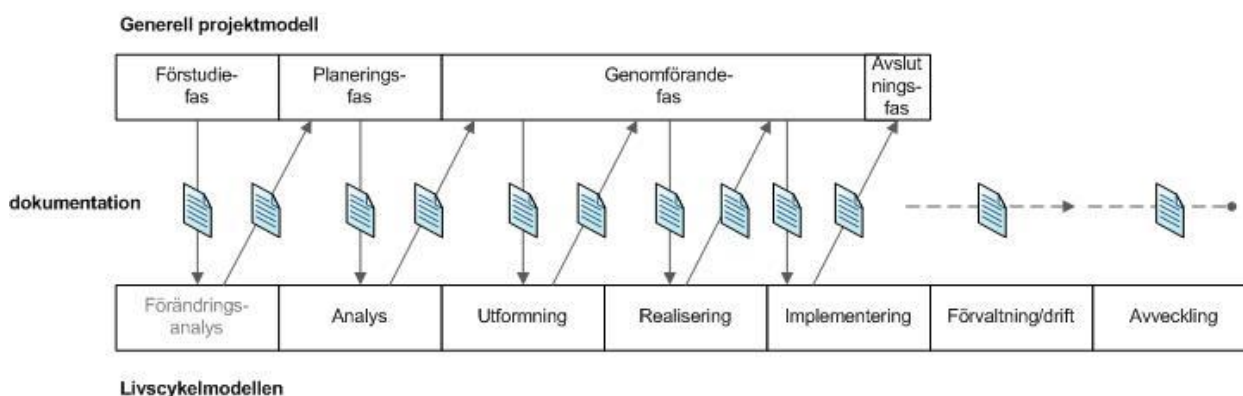 Generell projektmodell
Förstudie-
fas
Planerings-
fas
Genomförande-
fas
Avslut
nings-
fas
dokumentation
Förändrings-
analys
Analys
Utformning
Realisering
Implementering
Förvaltning/drift
Avveckling
Livscykelmodellen